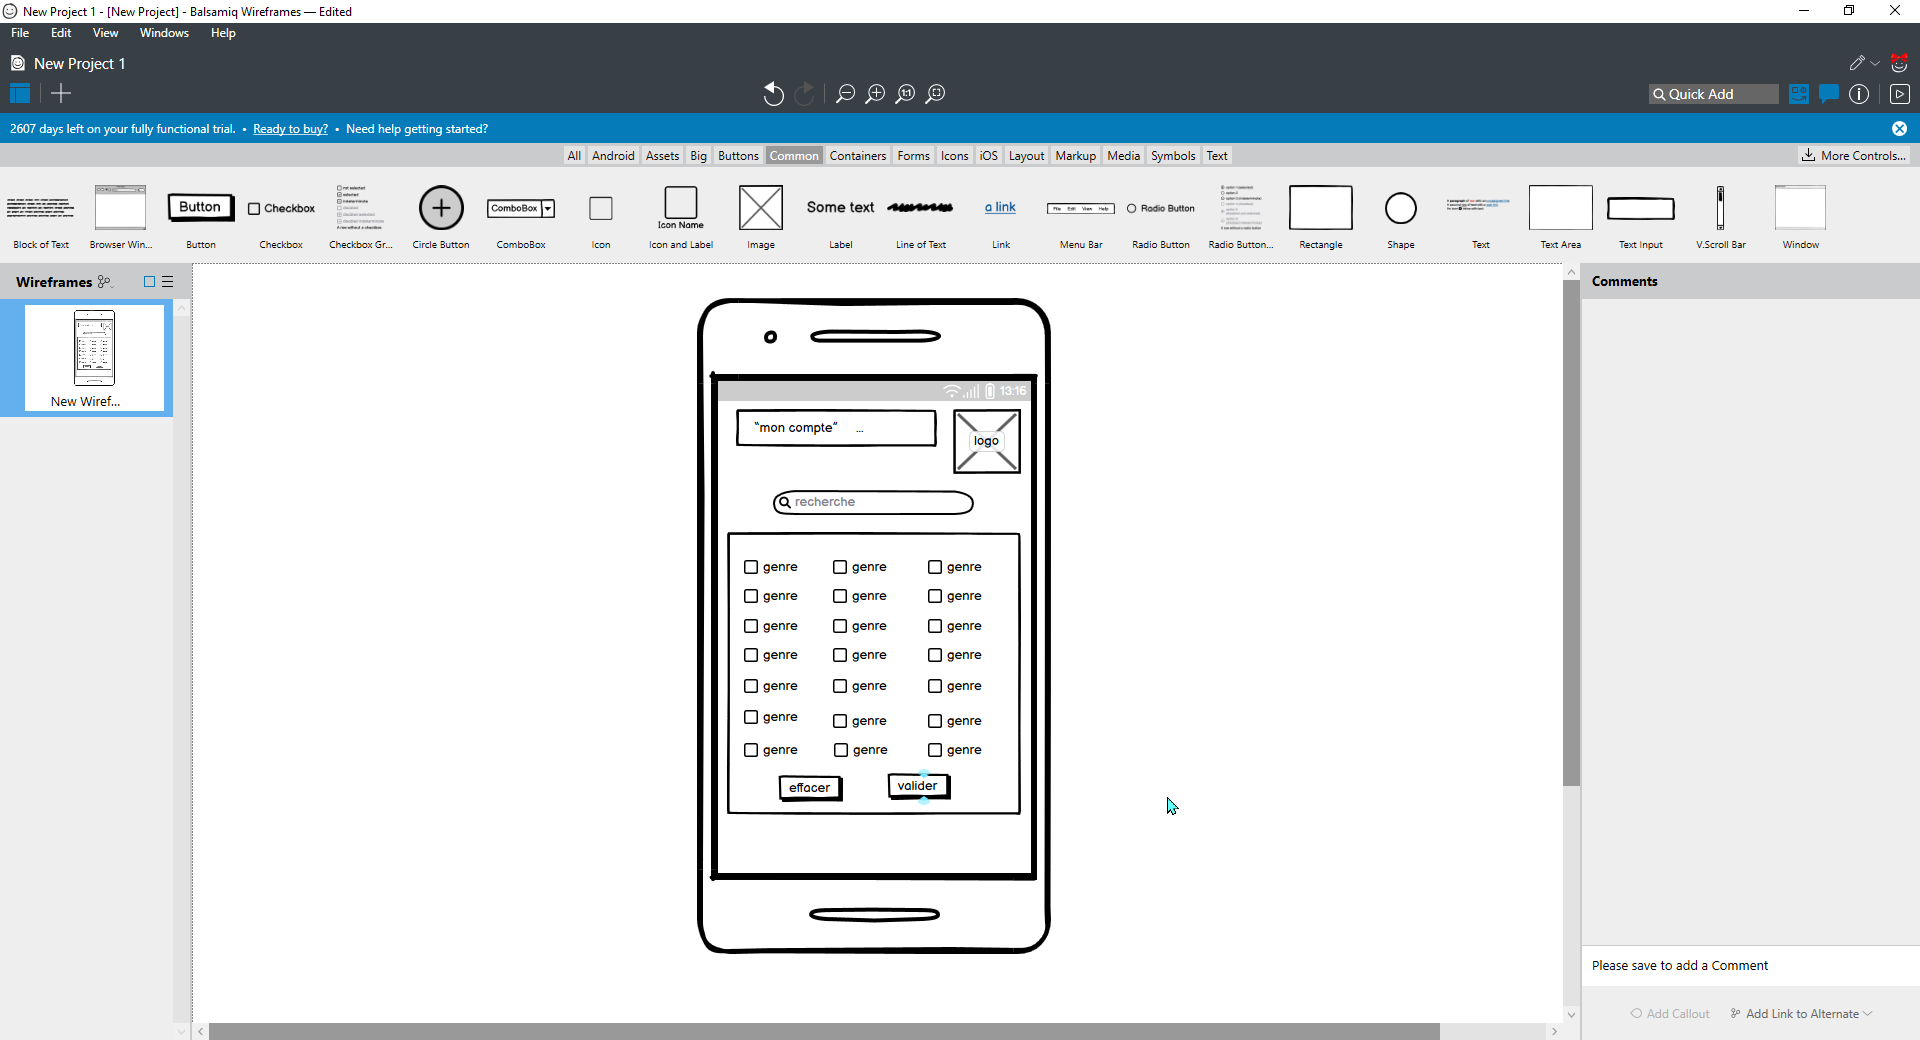 New Project 1 - [New Project] - Balsamiq Wireframes — Edited
File Edit View Windows Help
New Project 1
Quick Add
2607 days left on your fully functional trial. • Ready to buy? • Need help getting started?
All Android Assets Big Buttons Common Containers Forms Icons iOS Layout Markup Media Symbols Text
More Controls...
Button
Checkbox
ComboBox
Icon Name
Some text
a link
File Edit View Help
Radio Button
Block of Text Browser Win... Button Checkbox Checkbox Gr... Circle Button ComboBox Icon Icon and Label Image Label Line of Text Link Menu Bar Radio Button Radio Button... Rectangle Shape Text Text Area Text Input V.Scroll Bar Window
Wireframes
New Wiref...
13:16
"mon compte" ...
logo
recherche
genre genre genre
genre genre genre
genre genre genre
genre genre genre
genre genre genre
genre genre genre
genre genre genre
effacer valider
Comments
Please save to add a Comment
Add Callout Add Link to Alternate